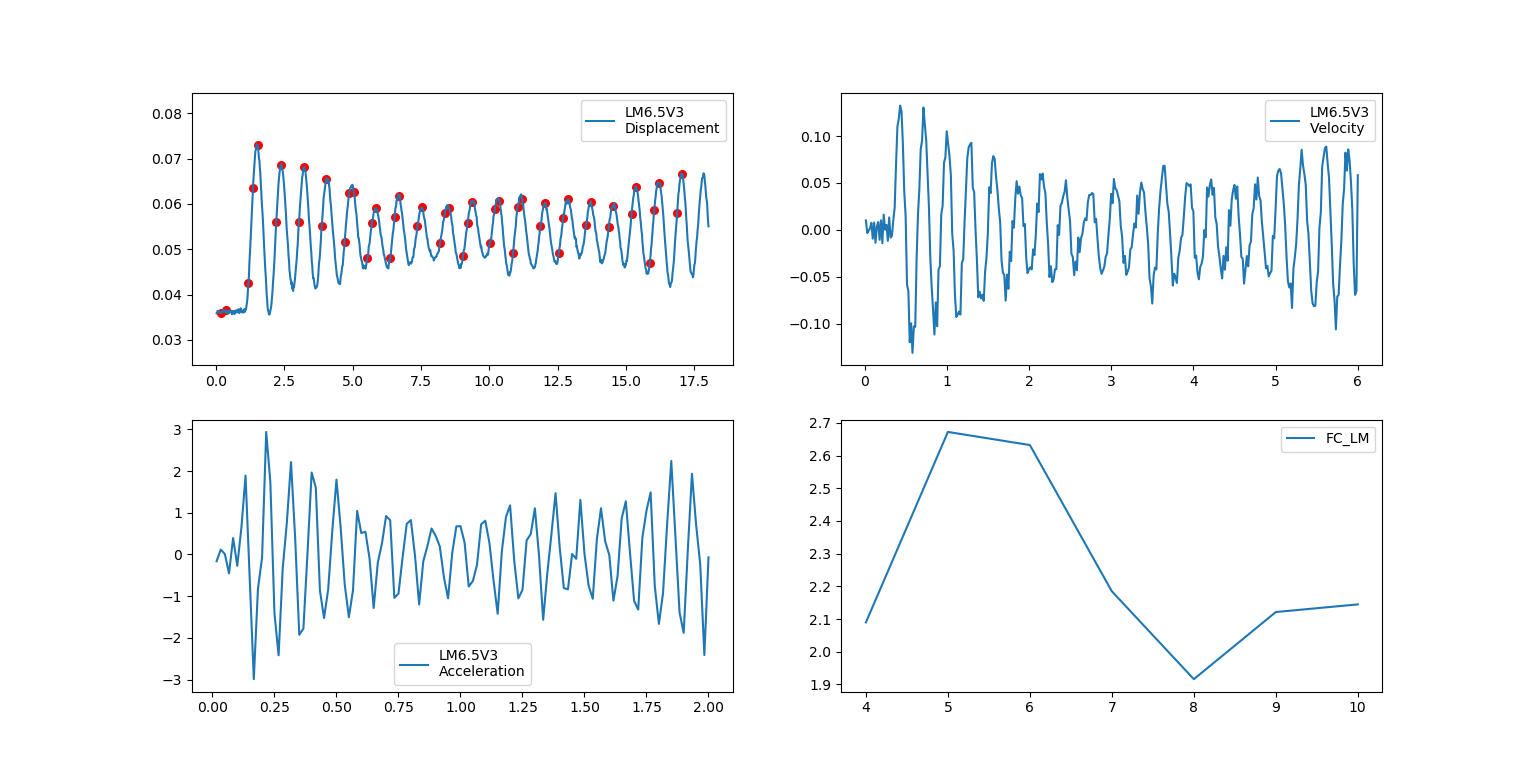 0.08
0.07
0.06
0.05
0.04
0.03
0.0 2.5 5.0 7.5 10.0 12.5 15.0 17.5
LM6.5V3
Displacement
0.10
0.05
0.00
−0.05
−0.10
0 1 2 3 4 5 6
LM6.5V3
Velocity
3
2
1
0
−1
−2
−3
0.00 0.25 0.50 0.75 1.00 1.25 1.50 1.75 2.00
LM6.5V3
Acceleration
2.7
2.6
2.5
2.4
2.3
2.2
2.1
2.0
1.9
4 5 6 7 8 9 10
FC_LM